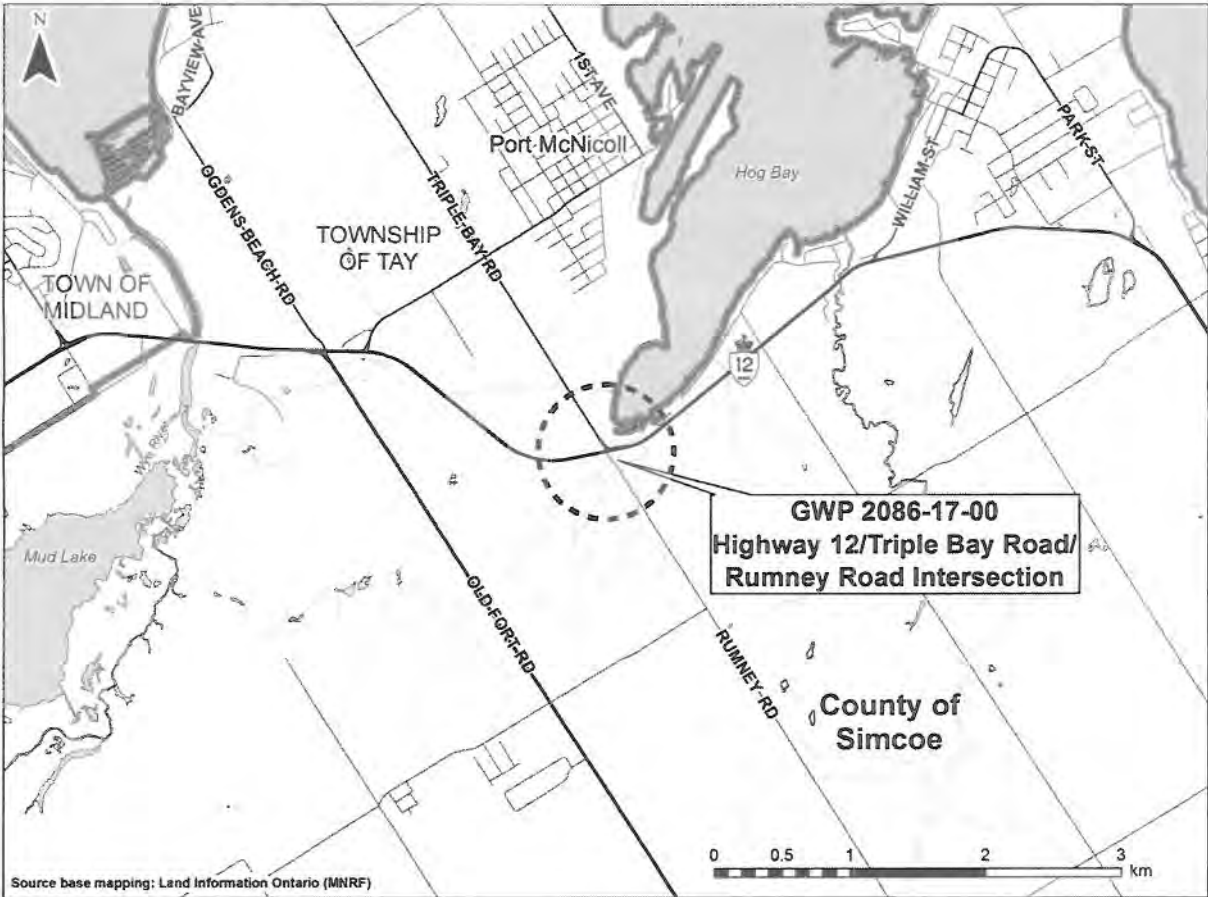 N
BAYVIEW AVE
1ST AVE
Port McNicoll
PARK ST
Hog Bay
WILLIAM ST
OGDENS BEACH RD
TRIPLE BAY RD
TOWNSHIP
OF TAY
TOWN OF
MIDLAND
12
Wye River
GWP 2086-17-00
Highway 12/Triple Bay Road/
Rumney Road Intersection
Mud Lake
OLD FORT RD
RUMNEY RD
County of
Simcoe
0 0.5 1 2 3
km
Source base mapping: Land Information Ontario (MNRF)